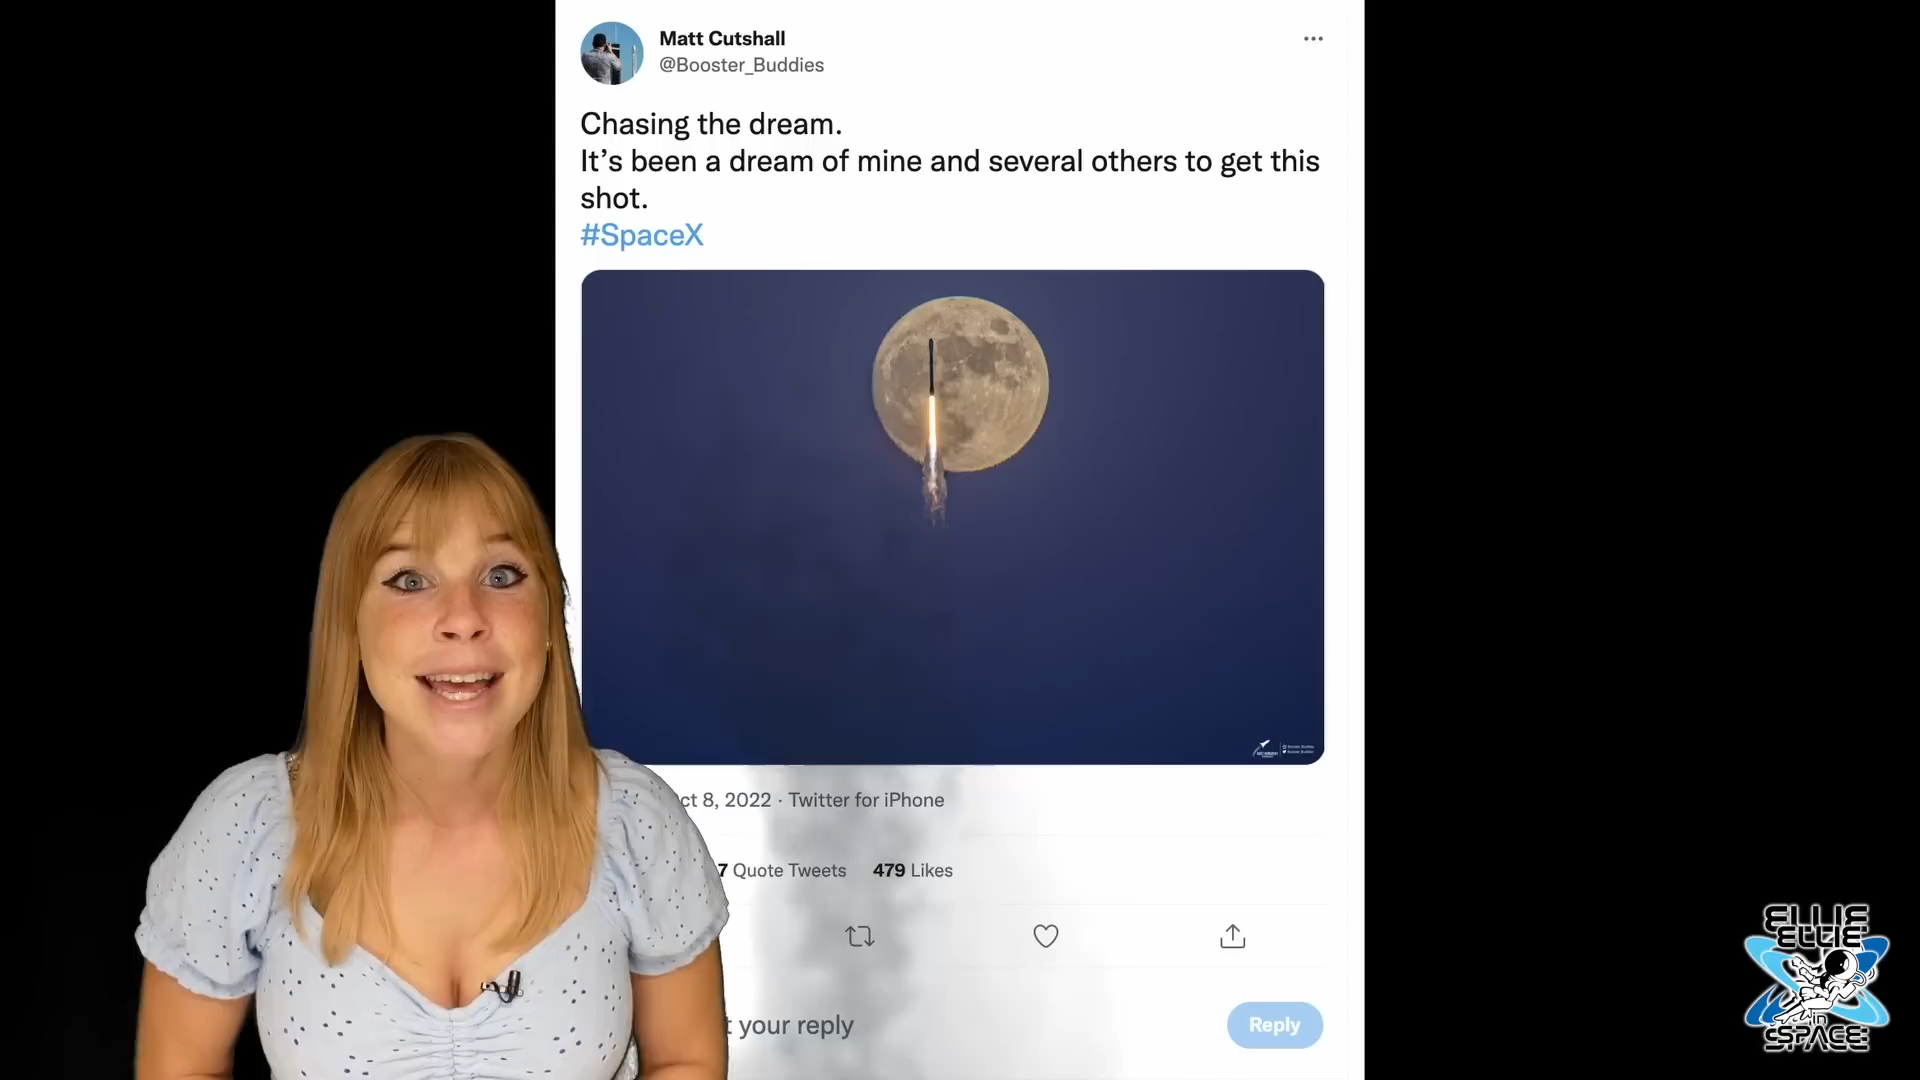 Matt Cutshall
@Booster_Buddies
Chasing the dream.
It’s been a dream of mine and several others to get this
shot.
#SpaceX
ct 8, 2022 · Twitter for iPhone
7 Quote Tweets 479 Likes
t your reply
Reply
ELLIE
in
SPACE